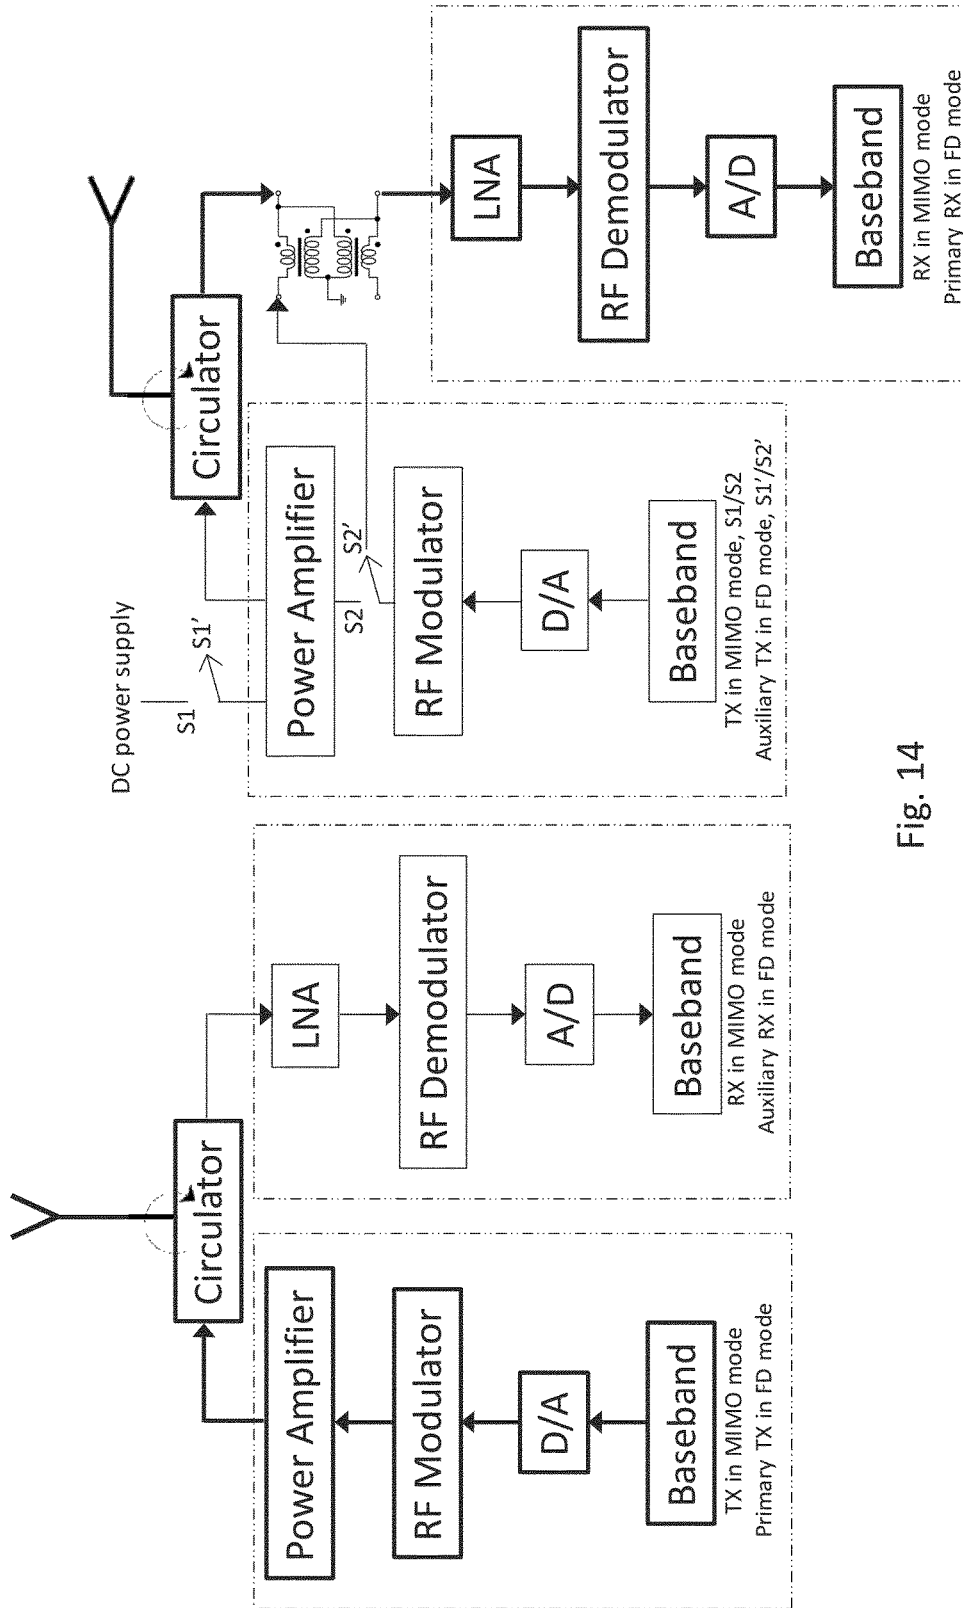 Circulator
Power Amplifier
RF Modulator
D/A
Baseband
TX in MIMO mode
Primary TX in FD mode
Circulator
LNA
RF Demodulator
A/D
Baseband
RX in MIMO mode
Auxiliary RX in FD mode
DC power supply
S1
S1'
Power Amplifier
S2
S2'
RF Modulator
D/A
Baseband
TX in MIMO mode, S1/S2
Auxiliary TX in FD mode, S1'/S2'
LNA
RF Demodulator
A/D
Baseband
RX in MIMO mode
Primary RX in FD mode
Fig. 14